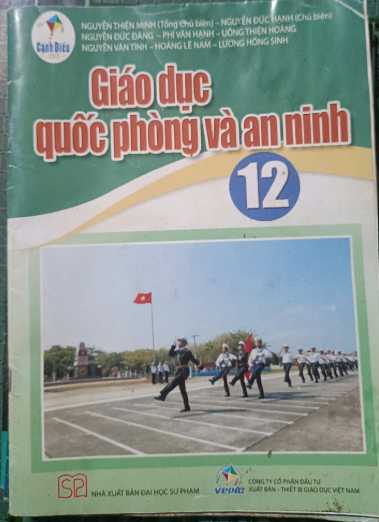 NGUYỄN THIỆN MINH (Tổng Chủ biên) – NGUYỄN ĐỨC HẠNH (Chủ biên)
NGUYỄN ĐỨC ĐĂNG – PHÍ VĂN HẠNH – UÔNG THIỆN HOÀNG
NGUYỄN VĂN TÌNH – HOÀNG LÊ NAM – LƯƠNG HỒNG SINH
Cánh Diều
Giáo dục
quốc phòng và an ninh
12
NHÀ XUẤT BẢN ĐẠI HỌC SƯ PHẠM
VEPIC
CÔNG TY CỔ PHẦN ĐẦU TƯ
XUẤT BẢN – THIẾT BỊ GIÁO DỤC VIỆT NAM